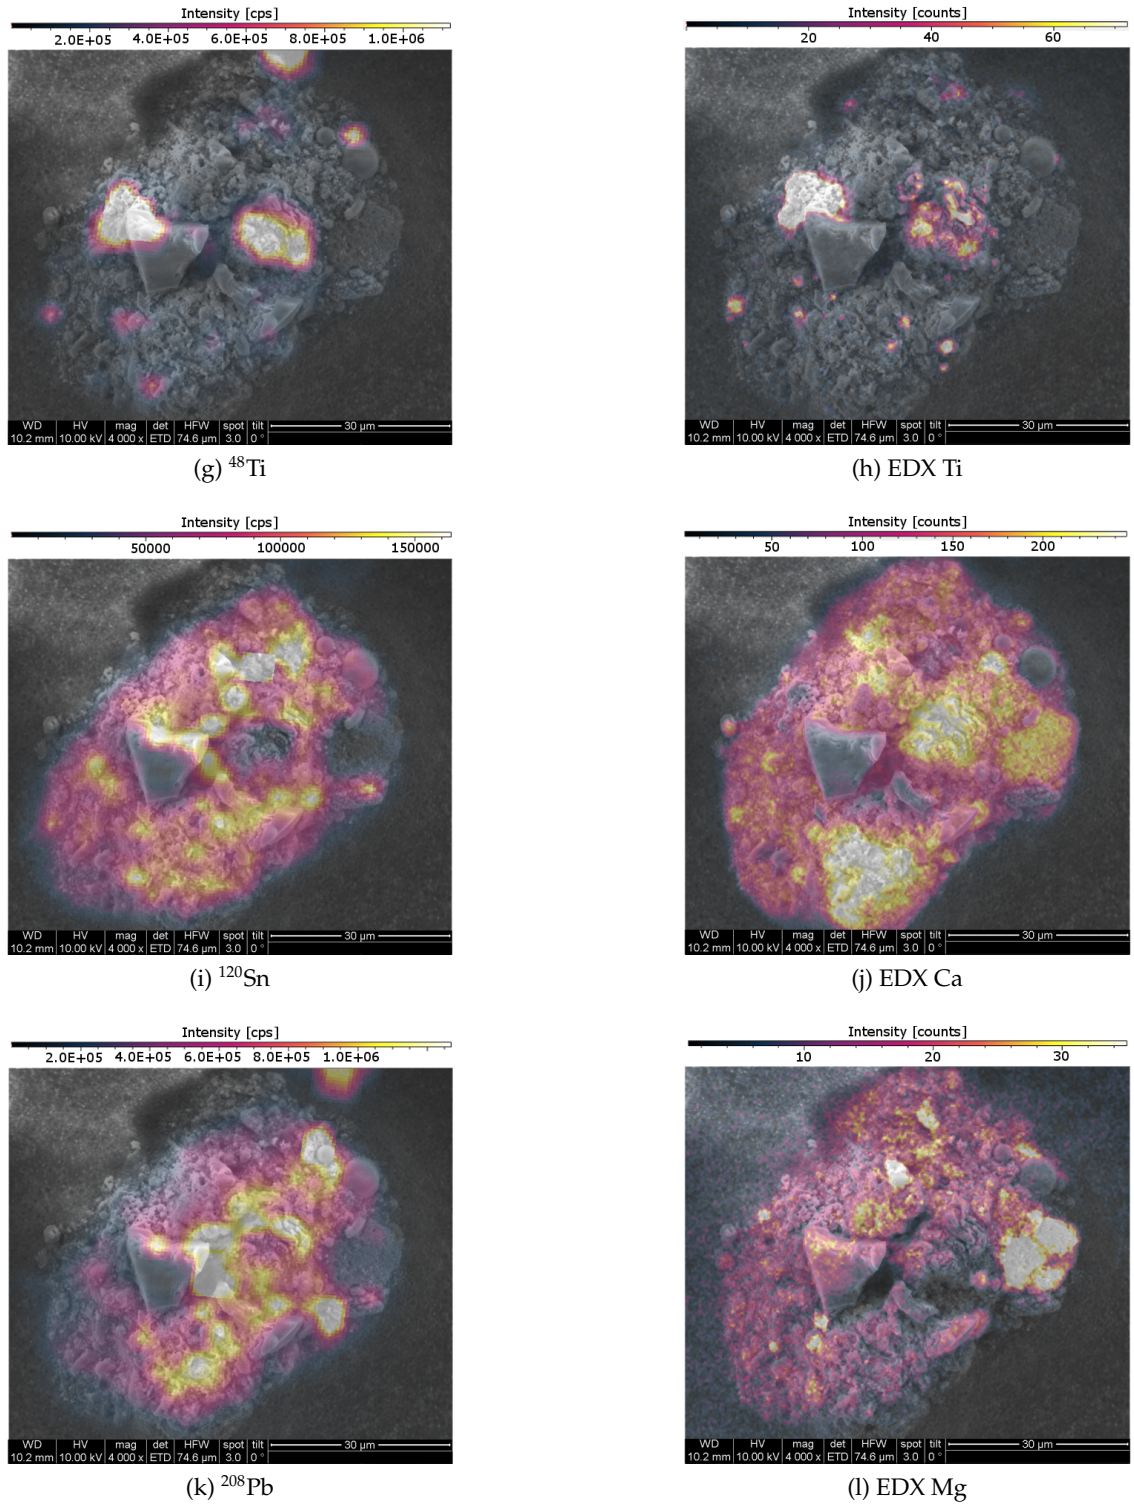 Intensity [cps]
2.0E+05 4.0E+05 6.0E+05 8.0E+05 1.0E+06
WD HV mag det HFW spot tilt
10.2 mm 10.00 kV 4 000 x ETD 74.6 µm 3.0 0 ° 30 µm
(g) ⁴⁸Ti
Intensity [counts]
20 40 60
WD HV mag det HFW spot tilt
10.2 mm 10.00 kV 4 000 x ETD 74.6 µm 3.0 0 ° 30 µm
(h) EDX Ti
Intensity [cps]
50000 100000 150000
WD HV mag det HFW spot tilt
10.2 mm 10.00 kV 4 000 x ETD 74.6 µm 3.0 0 ° 30 µm
(i) ¹²⁰Sn
Intensity [counts]
50 100 150 200
WD HV mag det HFW spot tilt
10.2 mm 10.00 kV 4 000 x ETD 74.6 µm 3.0 0 ° 30 µm
(j) EDX Ca
Intensity [cps]
2.0E+05 4.0E+05 6.0E+05 8.0E+05 1.0E+06
WD HV mag det HFW spot tilt
10.2 mm 10.00 kV 4 000 x ETD 74.6 µm 3.0 0 ° 30 µm
(k) ²⁰⁸Pb
Intensity [counts]
10 20 30
WD HV mag det HFW spot tilt
10.2 mm 10.00 kV 4 000 x ETD 74.6 µm 3.0 0 ° 30 µm
(l) EDX Mg